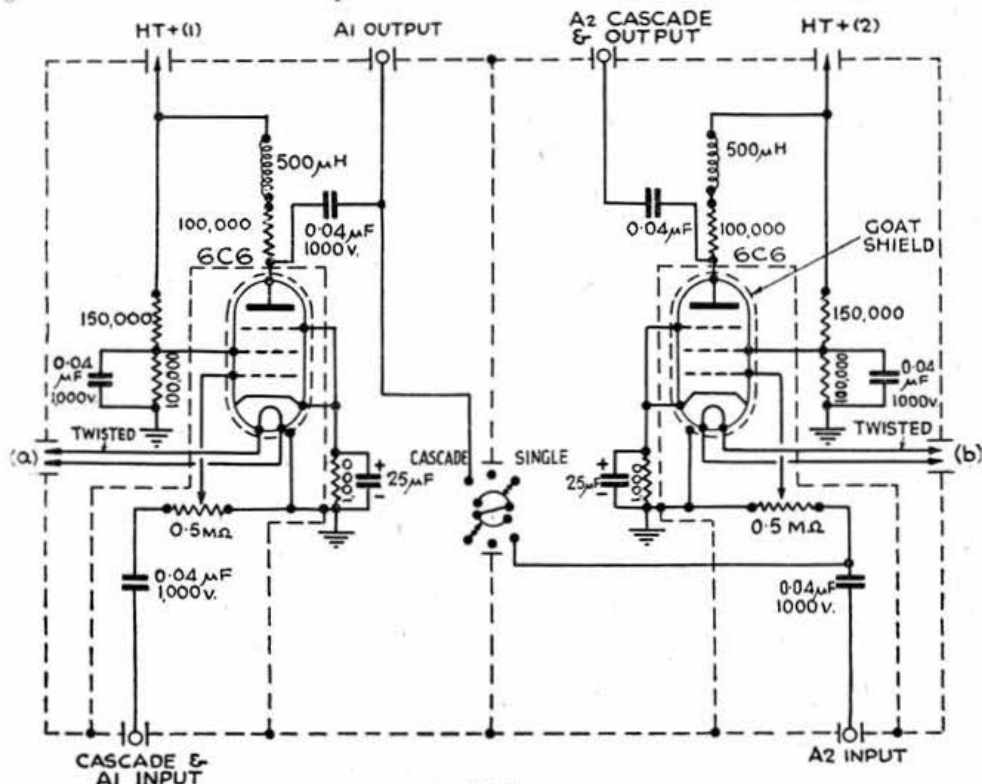 HT+(1)
A1 OUTPUT
A2 CASCADE
& OUTPUT
HT+(2)
500μH
500μH
100,000
0.04μF
1000v.
0.04μF
100,000
6C6
6C6
GOAT
SHIELD
150,000
150,000
0.04
μF
1,000v.
100,000
100,000
0.04
μF
1000v.
TWISTED
TWISTED
(a)
(b)
CASCADE
SINGLE
+
25μF
-
+
25μF
-
0.5MΩ
0.5MΩ
0.04μF
1,000v.
0.04μF
1000v.
CASCADE &
A1 INPUT
A2 INPUT